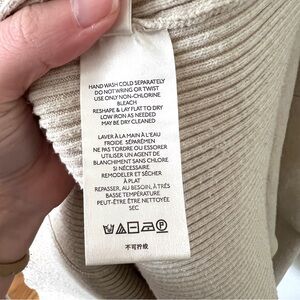 HAND WASH COLD SEPARATELY
DO NOT WRING OR TWIST
USE ONLY NON-CHLORINE
BLEACH
RESHAPE & LAY FLAT TO DRY
LOW IRON AS NEEDED
MAY BE DRY CLEANED
LAVER À LA MAIN À L'EAU
FROIDE. SÉPARÉMEN
NE PAS TORDRE OU ESSORER
UTILISER UN AGENT DE
BLANCHIMENT SANS CHLORE
SI NÉCESSAIRE
REMODELER ET SÉCHER
À PLAT
REPASSER, AU BESOIN, À TRÈS
BASSE TEMPÉRATURE
PEUT-ÊTRE ÊTRE NETTOYÉE
SEC
不可拧绞